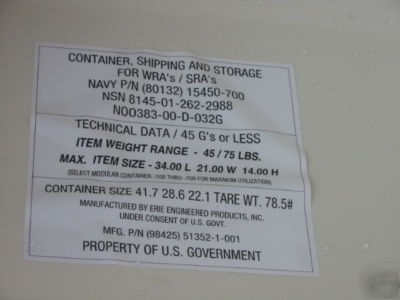 CONTAINER, SHIPPING AND STORAGE
FOR WRA's / SRA's
NAVY P/N (80132) 15450-700
NSN 8145-01-262-2988
NOO383-00-D-032G
TECHNICAL DATA / 45 G's or LESS
ITEM WEIGHT RANGE - 45/75 LBS.
MAX. ITEM SIZE - 34.00 L 21.00 W 14.00 H
(SELECT MODULAR CONTAINER -100 THRU -700 FOR MAXIMUM UTILIZATION)
CONTAINER SIZE 41.7 28.6 22.1 TARE WT. 78.5#
MANUFACTURED BY ERIE ENGINEERED PRODUCTS, INC.
UNDER CONSENT OF U.S. GOVT.
MFG. P/N (98425) 51352-1-001
PROPERTY OF U.S. GOVERNMENT